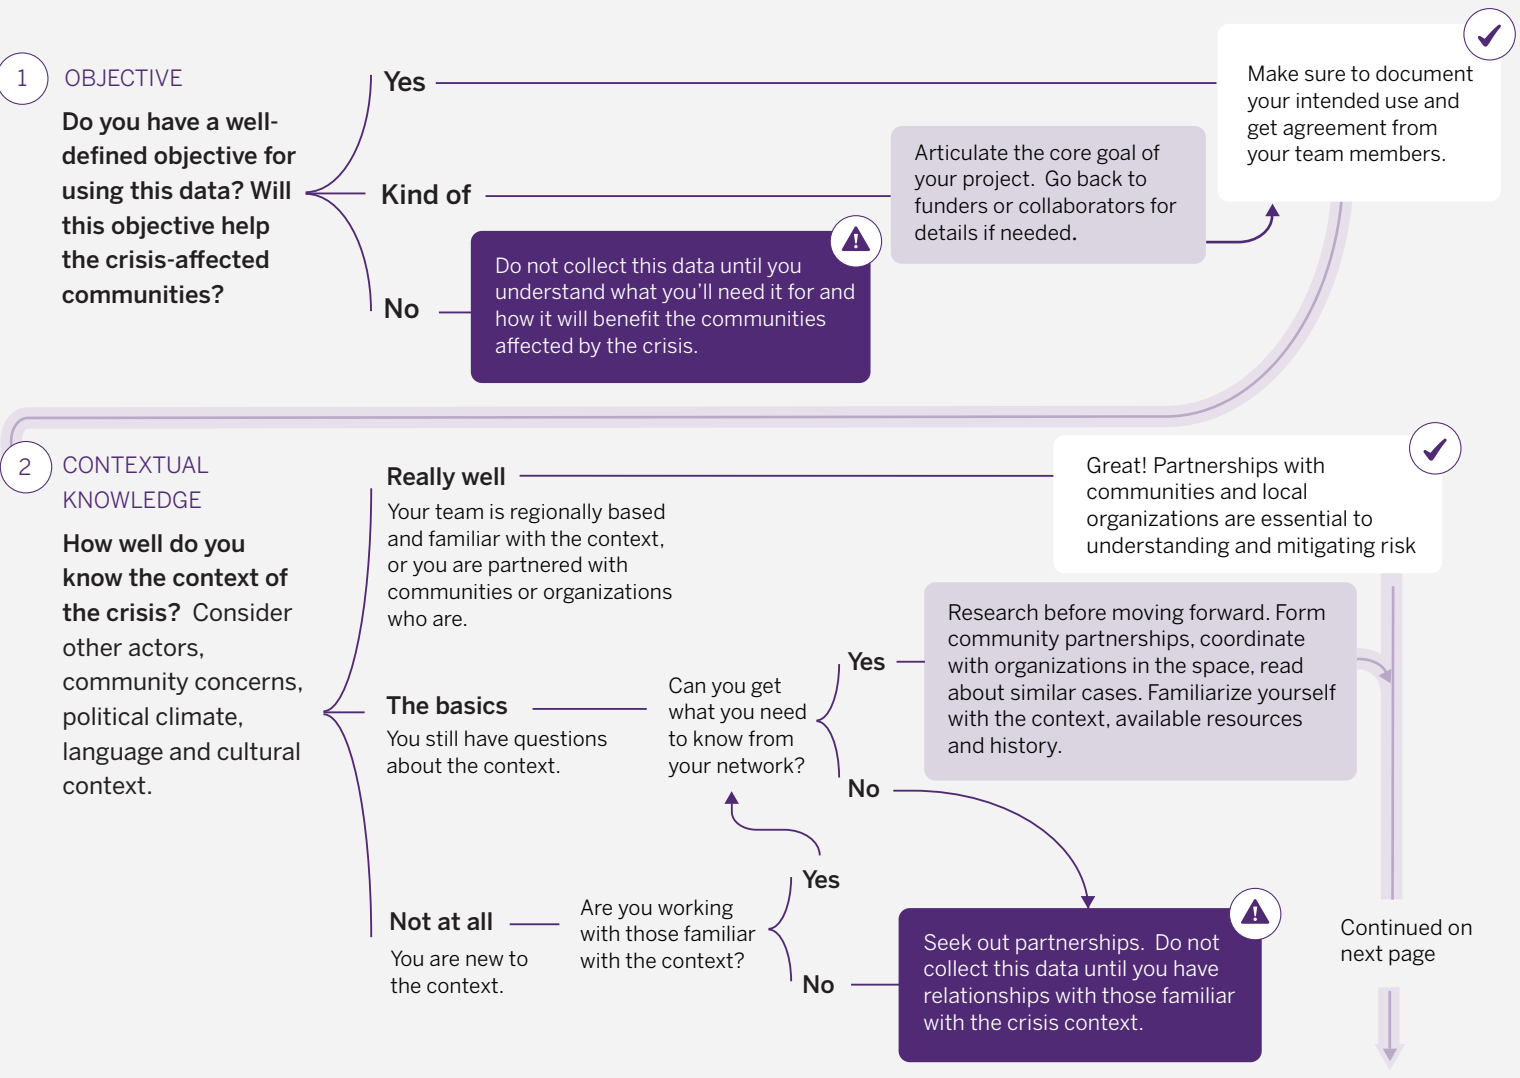 1
OBJECTIVE
Do you have a well-
defined objective for
using this data? Will
this objective help
the crisis-affected
communities?
Yes
Make sure to document
your intended use and
get agreement from
your team members.
Kind of
Articulate the core goal of
your project.  Go back to
funders or collaborators for
details if needed.
No
Do not collect this data until you
understand what you'll need it for and
how it will benefit the communities
affected by the crisis.
2
CONTEXTUAL
KNOWLEDGE
How well do you
know the context of
the crisis?  Consider
other actors,
community concerns,
political climate,
language and cultural
context.
Really well
Your team is regionally based
and familiar with the context,
or you are partnered with
communities or organizations
who are.
Great! Partnerships with
communities and local
organizations are essential to
understanding and mitigating risk
The basics
You still have questions
about the context.
Can you get
what you need
to know from
your network?
Yes
Research before moving forward. Form
community partnerships, coordinate
with organizations in the space, read
about similar cases. Familiarize yourself
with the context, available resources
and history.
No
Not at all
You are new to
the context.
Are you working
with those familiar
with the context?
Yes
No
Seek out partnerships.  Do not
collect this data until you have
relationships with those familiar
with the crisis context.
Continued on
next page